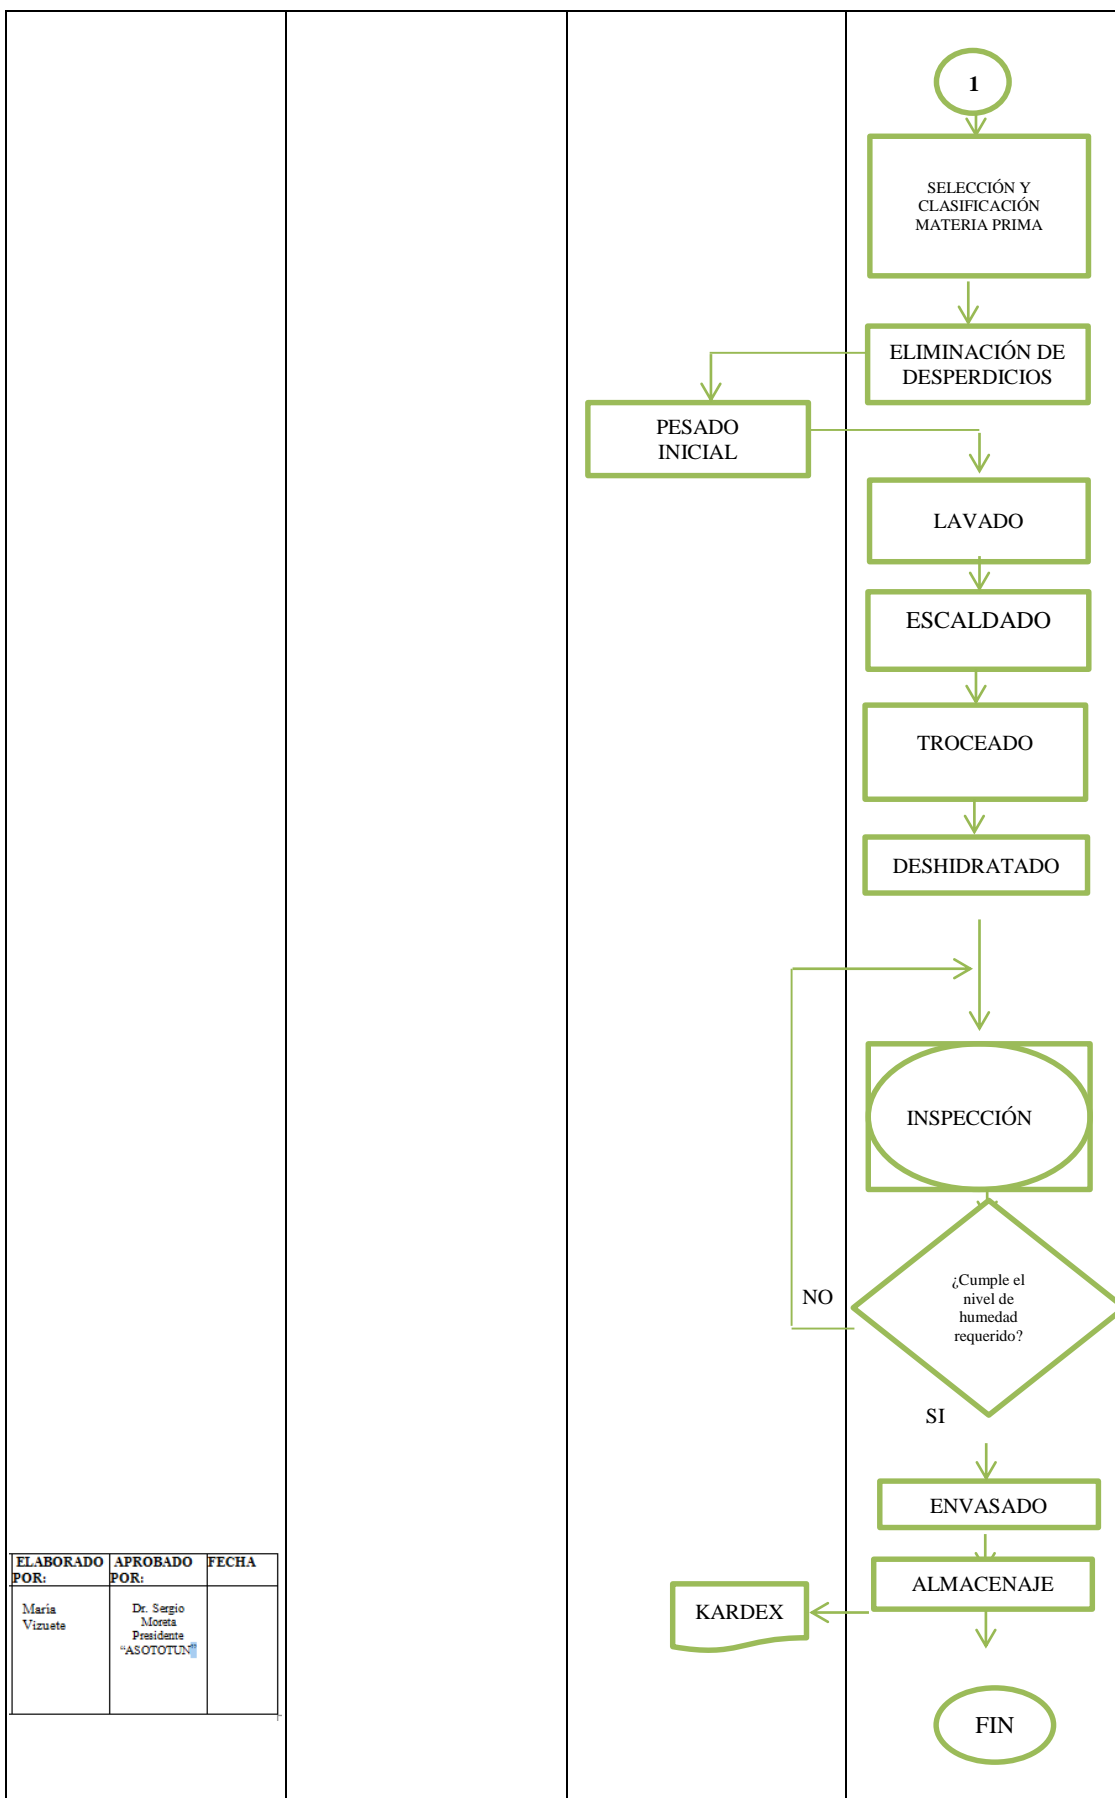 1
SELECCIÓN Y
CLASIFICACIÓN
MATERIA PRIMA
ELIMINACIÓN DE
DESPERDICIOS
PESADO
INICIAL
LAVADO
ESCALDADO
TROCEADO
DESHIDRATADO
INSPECCIÓN
¿Cumple el
nivel de
humedad
requerido?
NO
SI
ENVASADO
ALMACENAJE
KARDEX
FIN
ELABORADO
POR:
APROBADO
POR:
FECHA
María
Vizuete
Dr. Sergio
Moreta
Presidente
“ASOTOTUN”